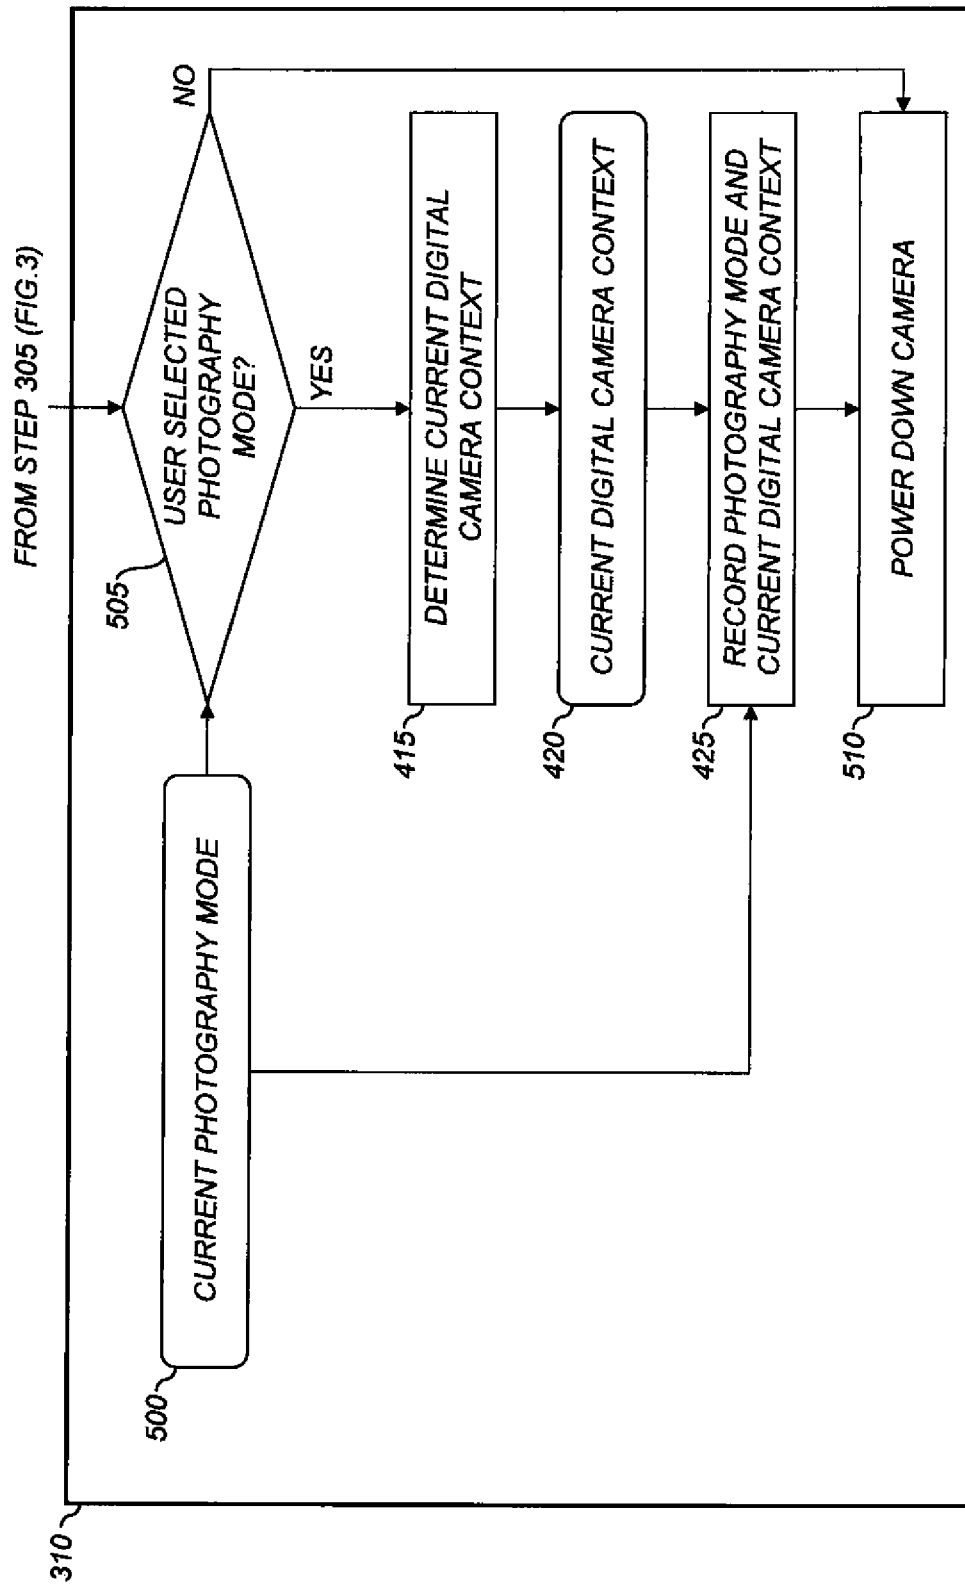 FROM STEP 305 (FIG.3)
310
500
CURRENT PHOTOGRAPHY MODE
505
USER SELECTED
PHOTOGRAPHY
MODE?
NO
YES
415
DETERMINE CURRENT DIGITAL
CAMERA CONTEXT
420
CURRENT DIGITAL CAMERA CONTEXT
425
RECORD PHOTOGRAPHY MODE AND
CURRENT DIGITAL CAMERA CONTEXT
510
POWER DOWN CAMERA